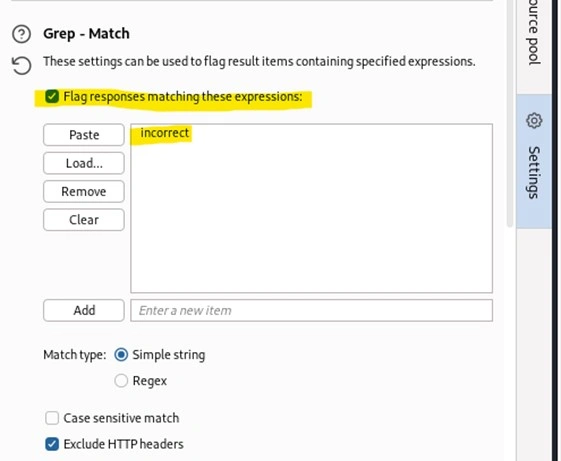 Grep - Match
These settings can be used to flag result items containing specified expressions.
Flag responses matching these expressions:
Paste
incorrect
Load...
Remove
Clear
Add
Enter a new item
Match type:
Simple string
Regex
Case sensitive match
Exclude HTTP headers
pool
Settings